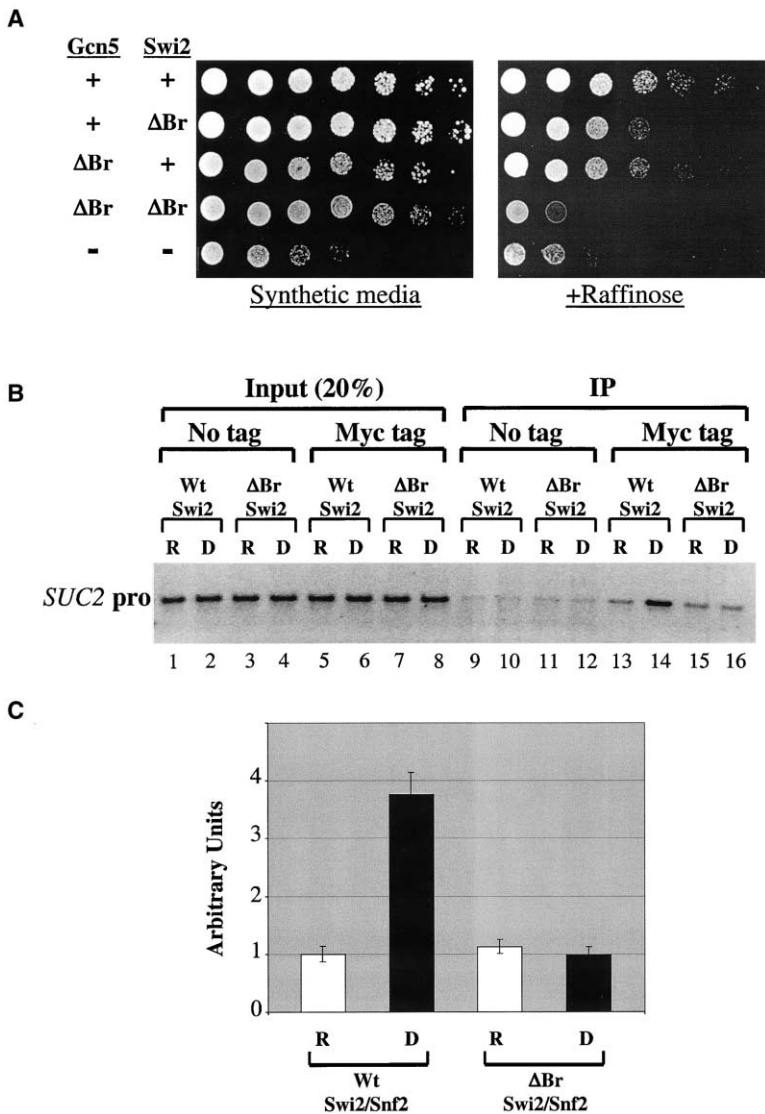 A
Gcn5 Swi2
+ +
+ ΔBr
ΔBr +
ΔBr ΔBr
- -
Synthetic media
+Raffinose
B
Input (20%)
IP
No tag Myc tag No tag Myc tag
Wt Swi2 ΔBr Swi2 Wt Swi2 ΔBr Swi2 Wt Swi2 ΔBr Swi2 Wt Swi2 ΔBr Swi2
R D R D R D R D R D R D R D R D
SUC2 pro
1 2 3 4 5 6 7 8 9 10 11 12 13 14 15 16
C
Arbitrary Units
4
3
2
1
0
R D R D
Wt ΔBr
Swi2/Snf2 Swi2/Snf2